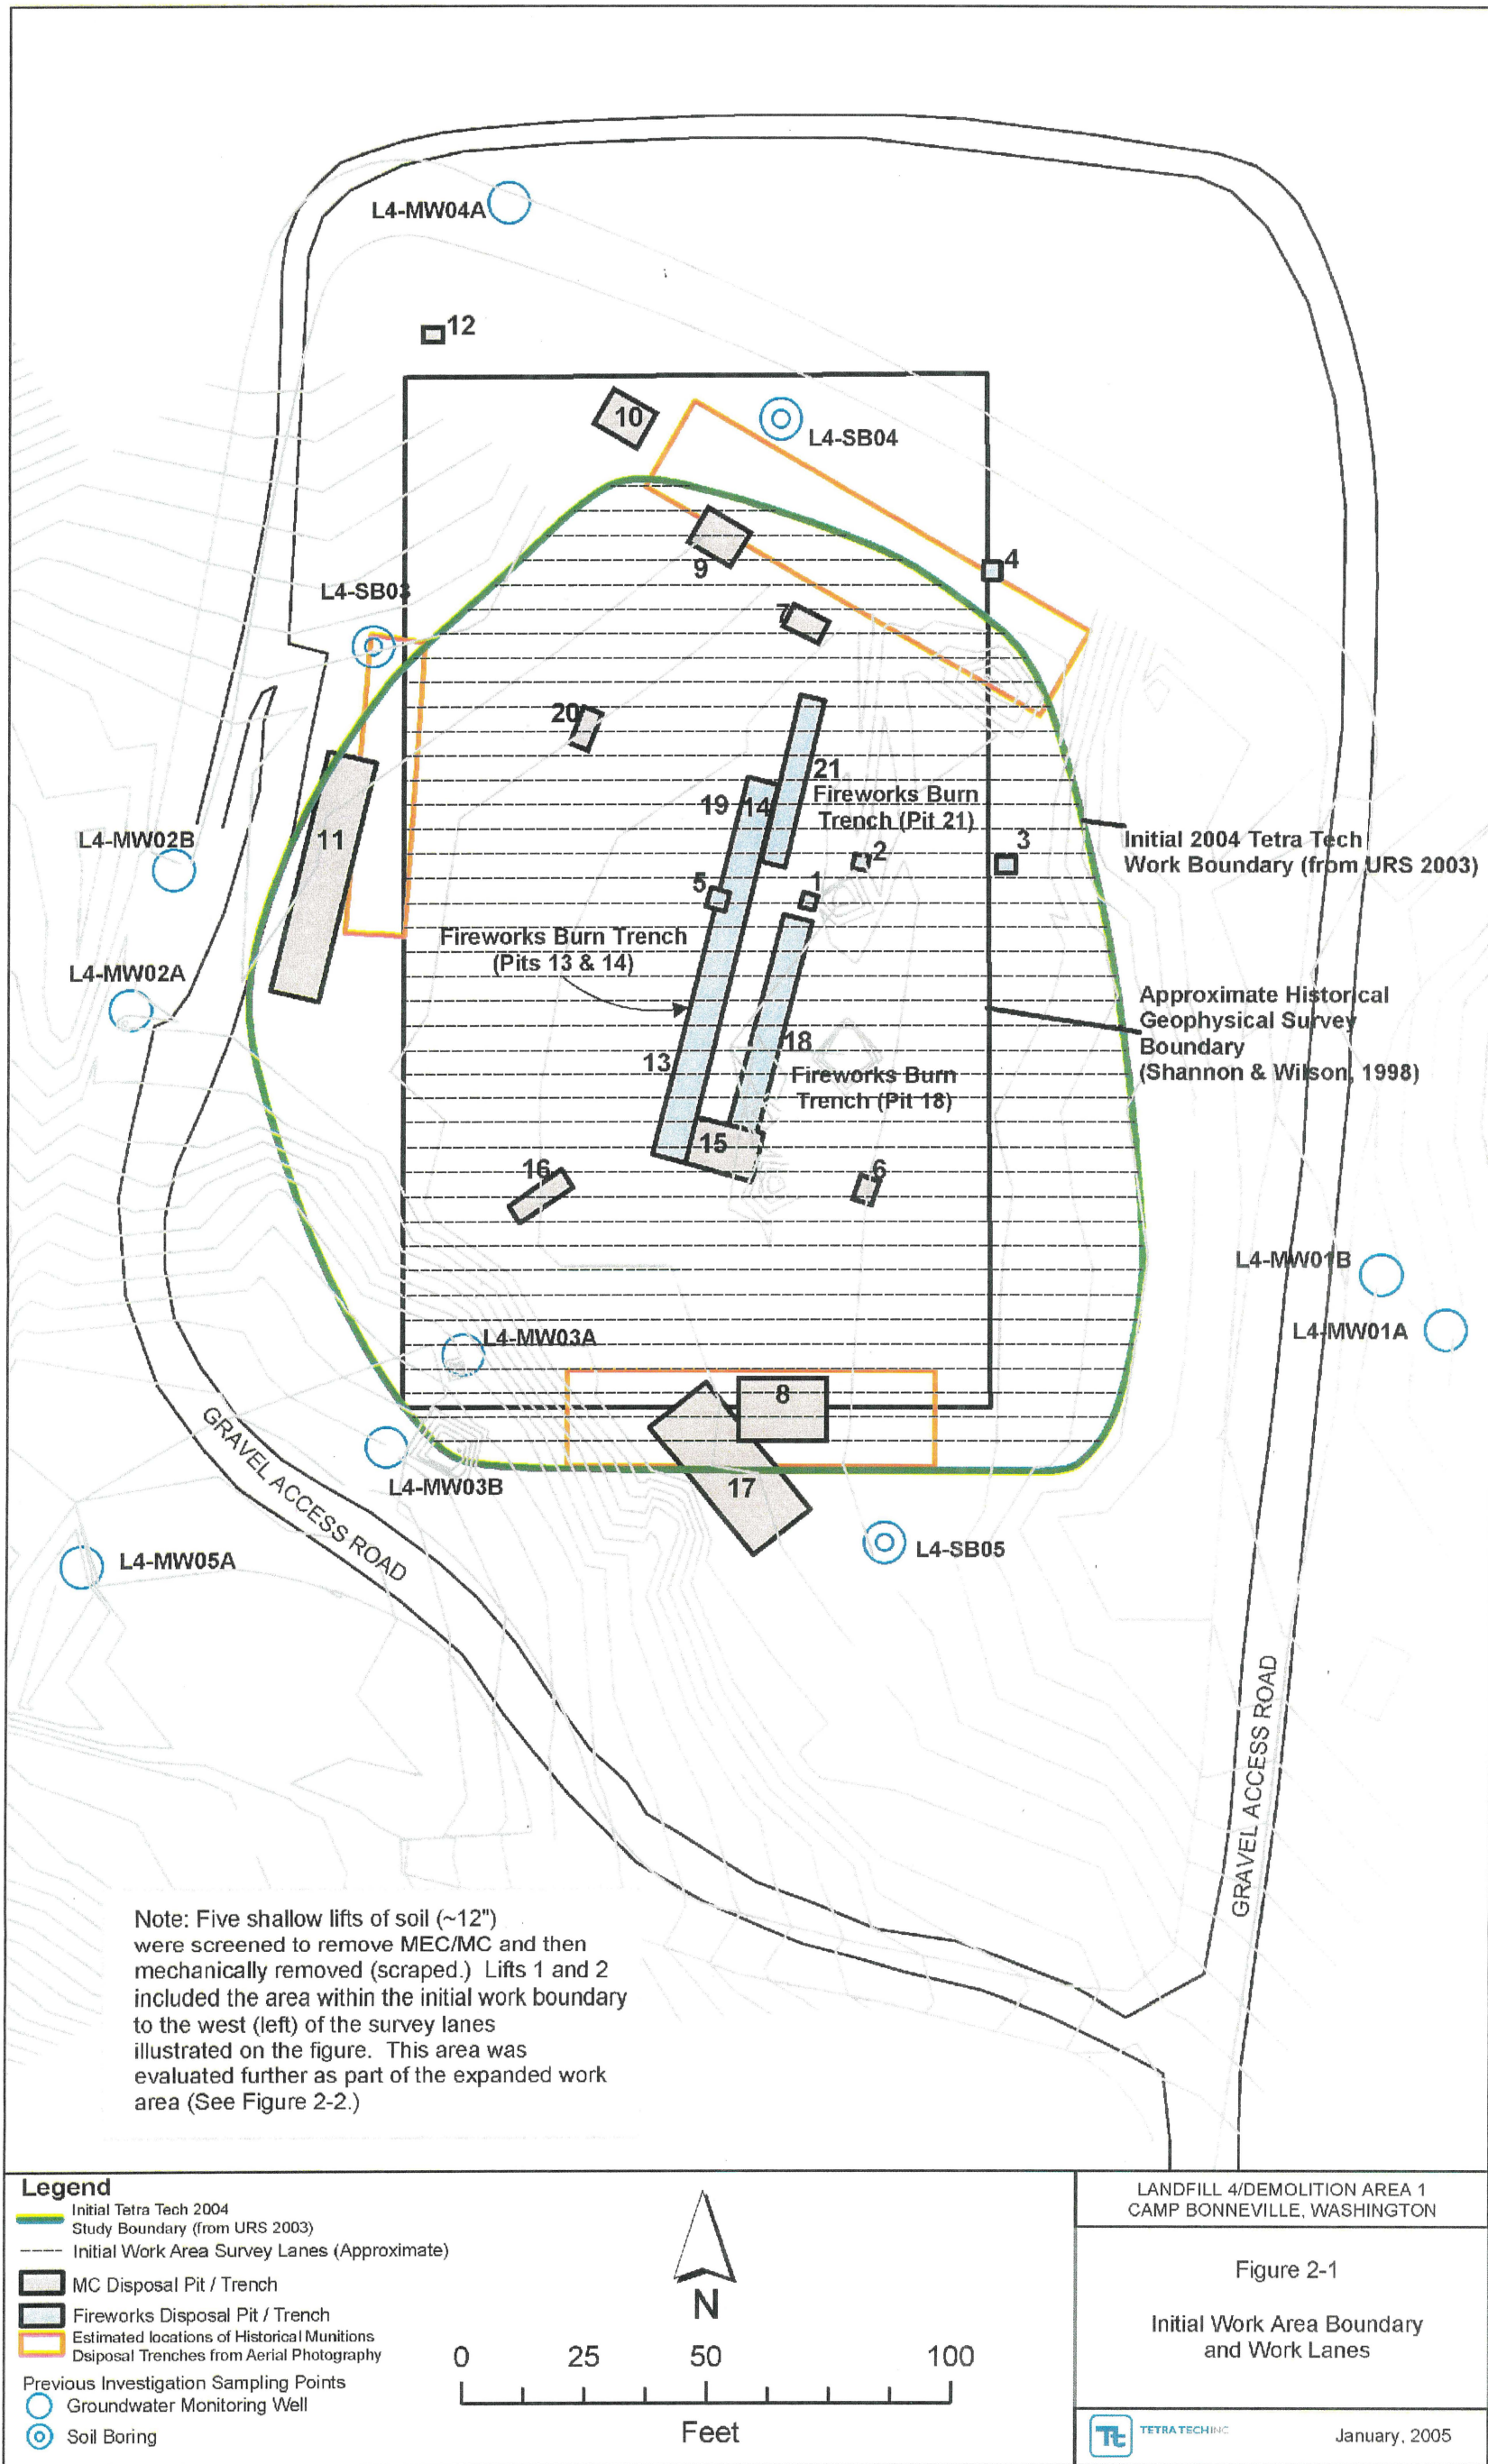 L4-MW04A
12
10
L4-SB04
9
4
L4-SB03
7
20
21
19
14
Fireworks Burn
Trench (Pit 21)
L4-MW02B
11
2
3
Initial 2004 Tetra Tech
Work Boundary (from URS 2003)
5
1
Fireworks Burn Trench
(Pits 13 & 14)
L4-MW02A
Approximate Historical
Geophysical Survey
Boundary
(Shannon & Wilson, 1998)
18
13
Fireworks Burn
Trench (Pit 18)
15
16
6
L4-MW01B
L4-MW01A
L4-MW03A
8
GRAVEL ACCESS ROAD
L4-MW03B
17
L4-SB05
L4-MW05A
GRAVEL ACCESS ROAD
Note: Five shallow lifts of soil (~12")
were screened to remove MEC/MC and then
mechanically removed (scraped.) Lifts 1 and 2
included the area within the initial work boundary
to the west (left) of the survey lanes
illustrated on the figure. This area was
evaluated further as part of the expanded work
area (See Figure 2-2.)
Legend
Initial Tetra Tech 2004
Study Boundary (from URS 2003)
Initial Work Area Survey Lanes (Approximate)
MC Disposal Pit / Trench
Fireworks Disposal Pit / Trench
Estimated locations of Historical Munitions
Dsiposal Trenches from Aerial Photography
Previous Investigation Sampling Points
Groundwater Monitoring Well
Soil Boring
N
0 25 50 100
Feet
LANDFILL 4/DEMOLITION AREA 1
CAMP BONNEVILLE, WASHINGTON
Figure 2-1
Initial Work Area Boundary
and Work Lanes
Tt TETRA TECH INC
January, 2005